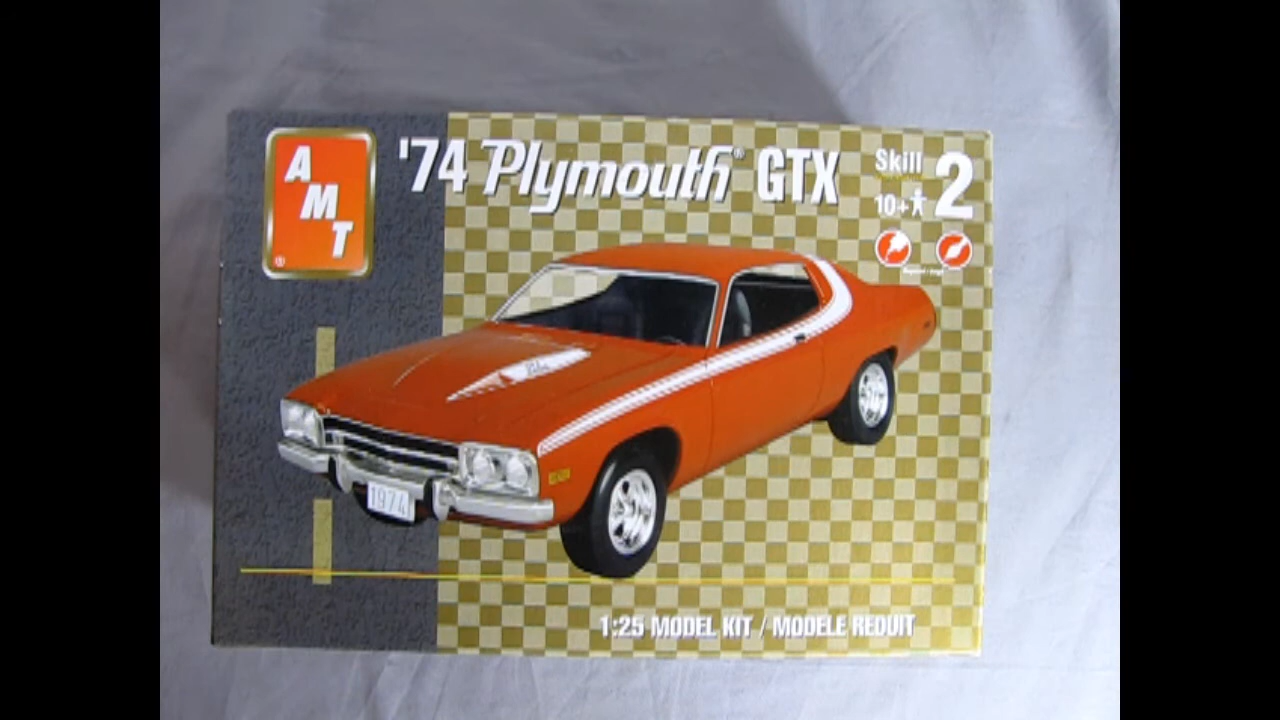 AMT
®
'74 Plymouth® GTX
Skill 2
10+
1974
1:25 MODEL KIT / MODELE REDUIT